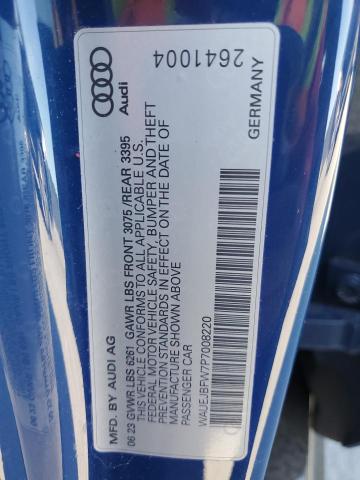 Audi
2641004
GERMANY
MFD. BY AUDI AG
06 23 GVWR LBS 6261 GAWR LBS FRONT 3075 /REAR 3395
THIS VEHICLE CONFORMS TO ALL APPLICABLE U.S.
FEDERAL MOTOR VEHICLE SAFETY, BUMPER AND THEFT
PREVENTION STANDARDS IN EFFECT ON THE DATE OF
MANUFACTURE SHOWN ABOVE
PASSENGER CAR
WAUEJBFW7P7008220